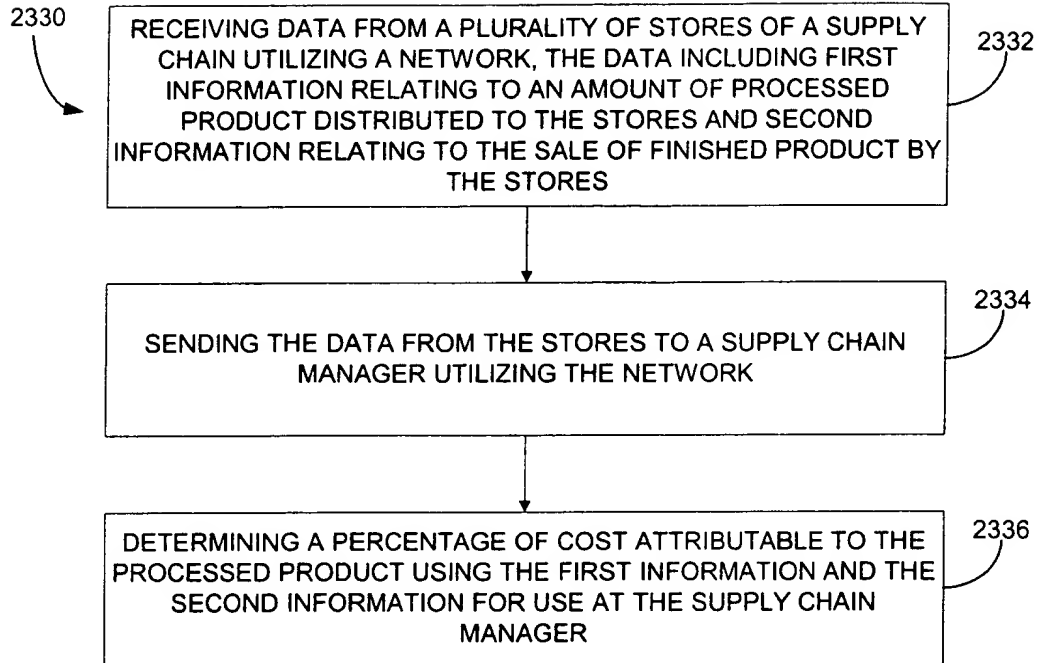 2330
RECEIVING DATA FROM A PLURALITY OF STORES OF A SUPPLY
CHAIN UTILIZING A NETWORK, THE DATA INCLUDING FIRST
INFORMATION RELATING TO AN AMOUNT OF PROCESSED
PRODUCT DISTRIBUTED TO THE STORES AND SECOND
INFORMATION RELATING TO THE SALE OF FINISHED PRODUCT BY
THE STORES
2332
SENDING THE DATA FROM THE STORES TO A SUPPLY CHAIN
MANAGER UTILIZING THE NETWORK
2334
DETERMINING A PERCENTAGE OF COST ATTRIBUTABLE TO THE
PROCESSED PRODUCT USING THE FIRST INFORMATION AND THE
SECOND INFORMATION FOR USE AT THE SUPPLY CHAIN
MANAGER
2336